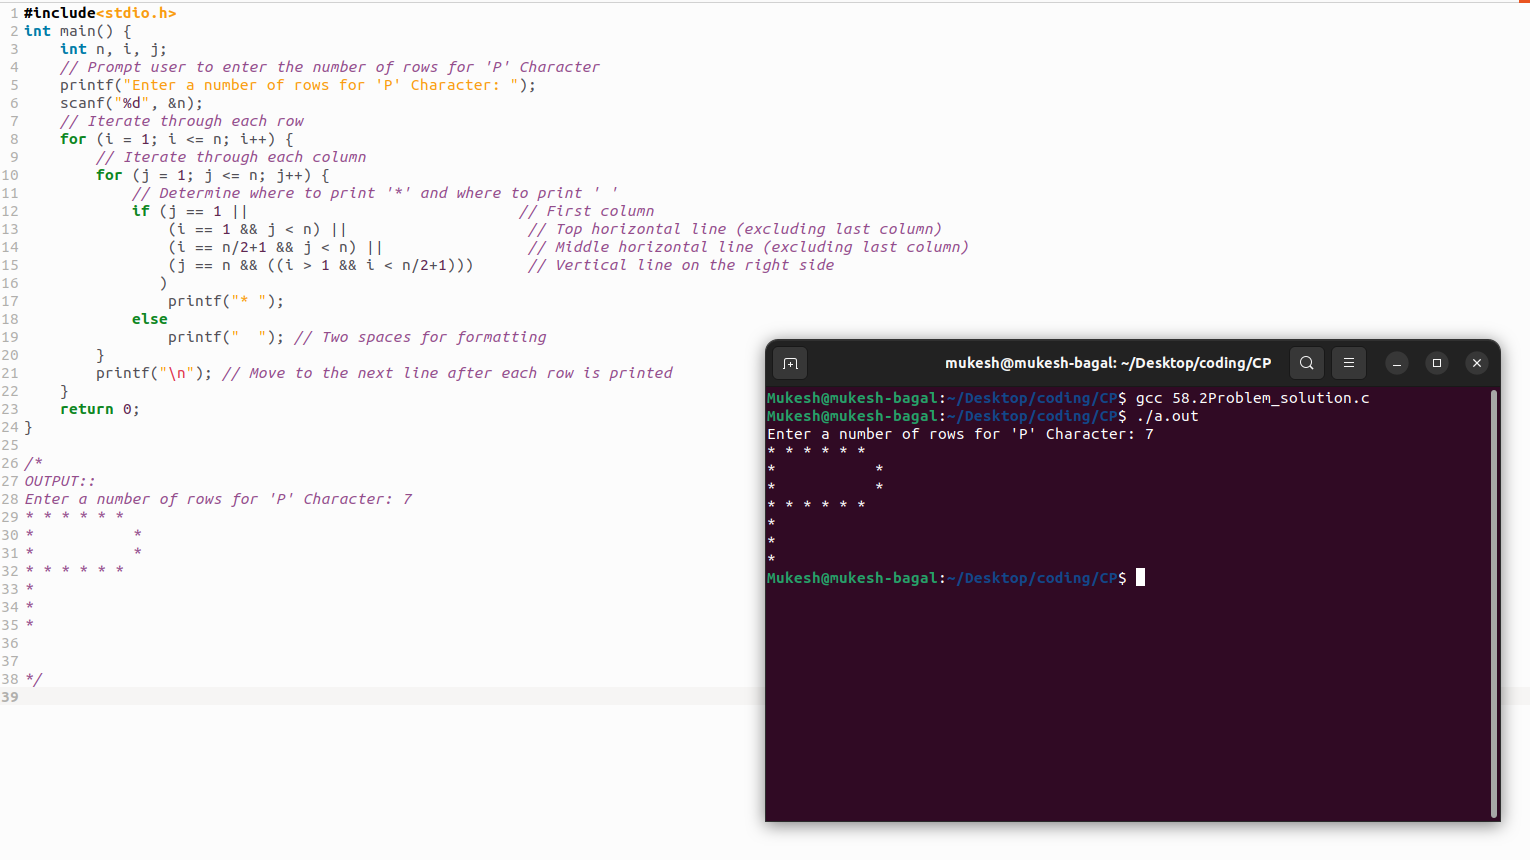 1 #include<stdio.h>
2 int main() {
3     int n, i, j;
4     // Prompt user to enter the number of rows for 'P' Character
5     printf("Enter a number of rows for 'P' Character: ");
6     scanf("%d", &n);
7     // Iterate through each row
8     for (i = 1; i <= n; i++) {
9         // Iterate through each column
10         for (j = 1; j <= n; j++) {
11             // Determine where to print '*' and where to print ' '
12             if (j == 1 ||                              // First column
13                 (i == 1 && j < n) ||                    // Top horizontal line (excluding last column)
14                 (i == n/2+1 && j < n) ||                // Middle horizontal line (excluding last column)
15                 (j == n && ((i > 1 && i < n/2+1)))      // Vertical line on the right side
16                )
17                 printf("* ");
18             else
19                 printf("  "); // Two spaces for formatting
20         }
21         printf("\n"); // Move to the next line after each row is printed
22     }
23     return 0;
24 }
25
26 /*
27 OUTPUT::
28 Enter a number of rows for 'P' Character: 7
29 * * * * * *
30 *           *
31 *           *
32 * * * * * *
33 *
34 *
35 *
36
37
38 */
39
mukesh@mukesh-bagal: ~/Desktop/coding/CP
Mukesh@mukesh-bagal:~/Desktop/coding/CP$ gcc 58.2Problem_solution.c
Mukesh@mukesh-bagal:~/Desktop/coding/CP$ ./a.out
Enter a number of rows for 'P' Character: 7
* * * * * *
*           *
*           *
* * * * * *
*
*
*
Mukesh@mukesh-bagal:~/Desktop/coding/CP$